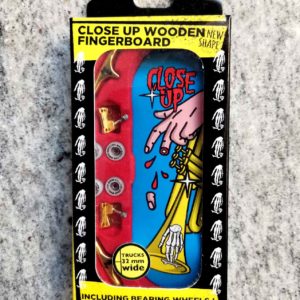 CLOSE UP WOODEN
FINGERBOARD
NEW
SHAPE
CLOSE
UP
TRUCKS
32 mm
wide
INCLUDING BEARING WHEELS